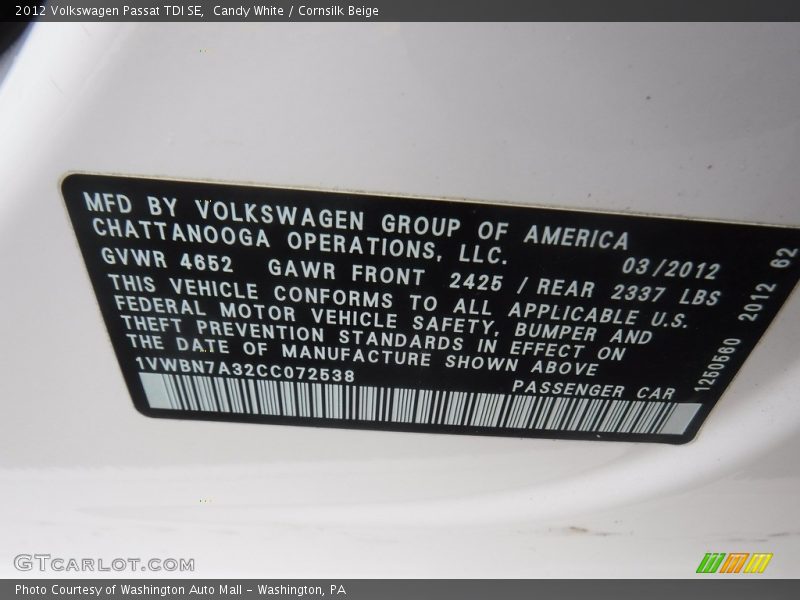 2012 Volkswagen Passat TDI SE,  Candy White / Cornsilk Beige
MFD BY VOLKSWAGEN GROUP OF AMERICA
CHATTANOOGA OPERATIONS, LLC.
03/2012
GVWR 4652 GAWR FRONT 2425 / REAR 2337 LBS
THIS VEHICLE CONFORMS TO ALL APPLICABLE U.S.
FEDERAL MOTOR VEHICLE SAFETY, BUMPER AND
THEFT PREVENTION STANDARDS IN EFFECT ON
THE DATE OF MANUFACTURE SHOWN ABOVE
1VWBN7A32CC072538
PASSENGER CAR
1250560 2012 62
GTCARLOT.COM
Photo Courtesy of Washington Auto Mall - Washington, PA